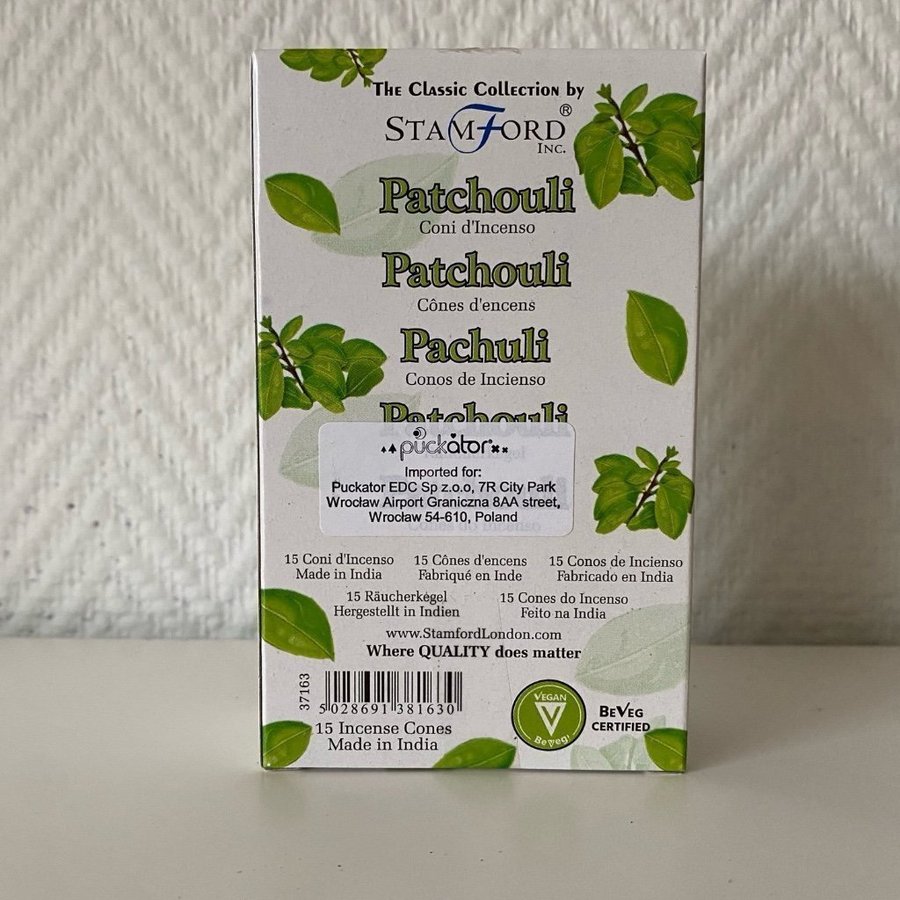 The Classic Collection by
STAMFORD®
INC.
Patchouli
Coni d'Incenso
Patchouli
Cônes d'encens
Pachuli
Conos de Incienso
Patchouli
puckator
Imported for:
Puckator EDC Sp z.o.o, 7R City Park
Wrocław Airport Graniczna 8AA street,
Wrocław 54-610, Poland
15 Coni d'Incenso 15 Cônes d'encens 15 Conos de Incienso
Made in India Fabriqué en Inde Fabricado en India
15 Räucherkegel 15 Cones do Incenso
Hergestellt in Indien Feito na India
www.StamfordLondon.com
Where QUALITY does matter
37163
5 028691 381630
15 Incense Cones
Made in India
VEGAN
BeVeg!
BEVEG
CERTIFIED